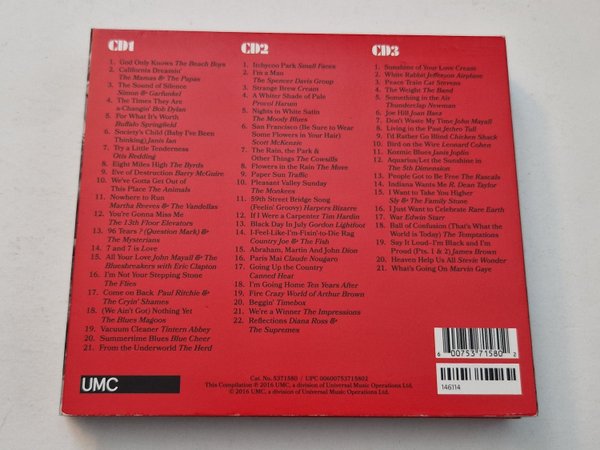 CD1
1. God Only Knows The Beach Boys
2. California Dreamin'
The Mamas & The Papas
3. The Sound of Silence
Simon & Garfunkel
4. The Times They Are
a-Changin' Bob Dylan
5. For What It's Worth
Buffalo Springfield
6. Society's Child (Baby I've Been
Thinking) Janis Ian
7. Try a Little Tenderness
Otis Redding
8. Eight Miles High The Byrds
9. Eve of Destruction Barry McGuire
10. We've Gotta Get Out of
This Place The Animals
11. Nowhere to Run
Martha Reeves & The Vandellas
12. You're Gonna Miss Me
The 13th Floor Elevators
13. 96 Tears ? (Question Mark) &
The Mysterians
14. 7 and 7 is Love
15. All Your Love John Mayall & The
Bluesbreakers with Eric Clapton
16. I'm Not Your Stepping Stone
The Flies
17. Come on Back Paul Ritchie &
The Cryin' Shames
18. (We Ain't Got) Nothing Yet
The Blues Magoos
19. Vacuum Cleaner Tintern Abbey
20. Summertime Blues Blue Cheer
21. From the Underworld The Herd
CD2
1. Itchycoo Park Small Faces
2. I'm a Man
The Spencer Davis Group
3. Strange Brew Cream
4. A Whiter Shade of Pale
Procol Harum
5. Nights in White Satin
The Moody Blues
6. San Francisco (Be Sure to Wear
Some Flowers in Your Hair)
Scott McKenzie
7. The Rain, the Park &
Other Things The Cowsills
8. Flowers in the Rain The Move
9. Paper Sun Traffic
10. Pleasant Valley Sunday
The Monkees
11. 59th Street Bridge Song
(Feelin' Groovy) Harpers Bizarre
12. If I Were a Carpenter Tim Hardin
13. Black Day In July Gordon Lightfoot
14. I-Feel-Like-I'm-Fixin'-to-Die Rag
Country Joe & The Fish
15. Abraham, Martin And John Dion
16. Paris Mai Claude Nougaro
17. Going Up the Country
Canned Heat
18. I'm Going Home Ten Years After
19. Fire Crazy World of Arthur Brown
20. Beggin' Timebox
21. We're a Winner The Impressions
22. Reflections Diana Ross &
The Supremes
CD3
1. Sunshine of Your Love Cream
2. White Rabbit Jefferson Airplane
3. Peace Train Cat Stevens
4. The Weight The Band
5. Something in the Air
Thunderclap Newman
6. Joe Hill Joan Baez
7. Don't Waste My Time John Mayall
8. Living in the Past Jethro Tull
9. I'd Rather Go Blind Chicken Shack
10. Bird on the Wire Leonard Cohen
11. Kozmic Blues Janis Joplin
12. Aquarius/Let the Sunshine in
The 5th Dimension
13. People Got to Be Free The Rascals
14. Indiana Wants Me R. Dean Taylor
15. I Want to Take You Higher
Sly & The Family Stone
16. I Just Want to Celebrate Rare Earth
17. War Edwin Starr
18. Ball of Confusion (That's What the
World is Today) The Temptations
19. Say It Loud–I'm Black and I'm
Proud (Pts. 1 & 2) James Brown
20. Heaven Help Us All Stevie Wonder
21. What's Going On Marvin Gaye
UMC
Cat. No. 5371580 / UPC 00600753715802
This Compilation ℗ 2016 UMC, a division of Universal Music Operations Ltd.
© 2016 UMC, a division of Universal Music Operations Ltd.
6 00753 71580 2
146114